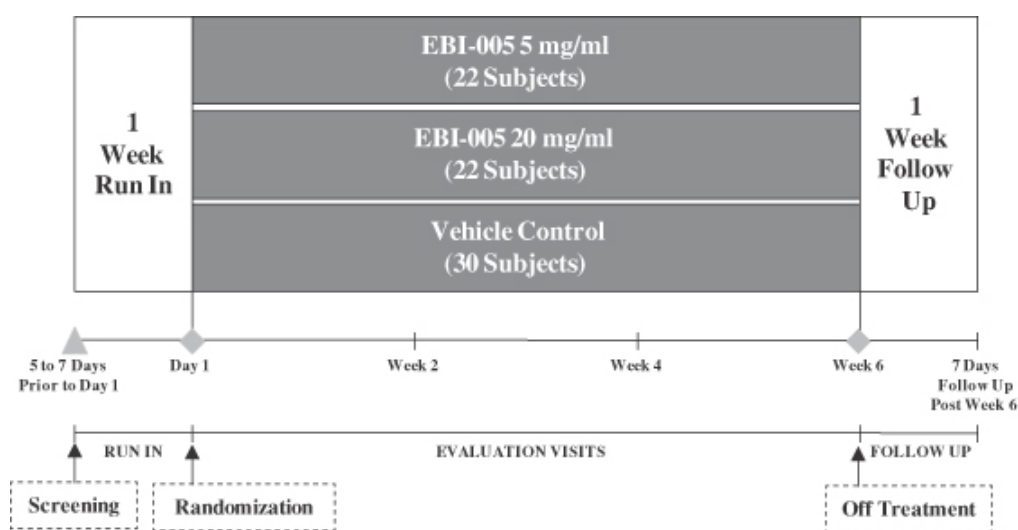 EBI-005 5 mg/ml
(22 Subjects)
1
Week
Run In
EBI-005 20 mg/ml
(22 Subjects)
1
Week
Follow
Up
Vehicle Control
(30 Subjects)
5 to 7 Days
Prior to Day 1
Day 1
Week 2
Week 4
Week 6
7 Days
Follow Up
Post Week 6
RUN IN
EVALUATION VISITS
FOLLOW UP
Screening
Randomization
Off Treatment